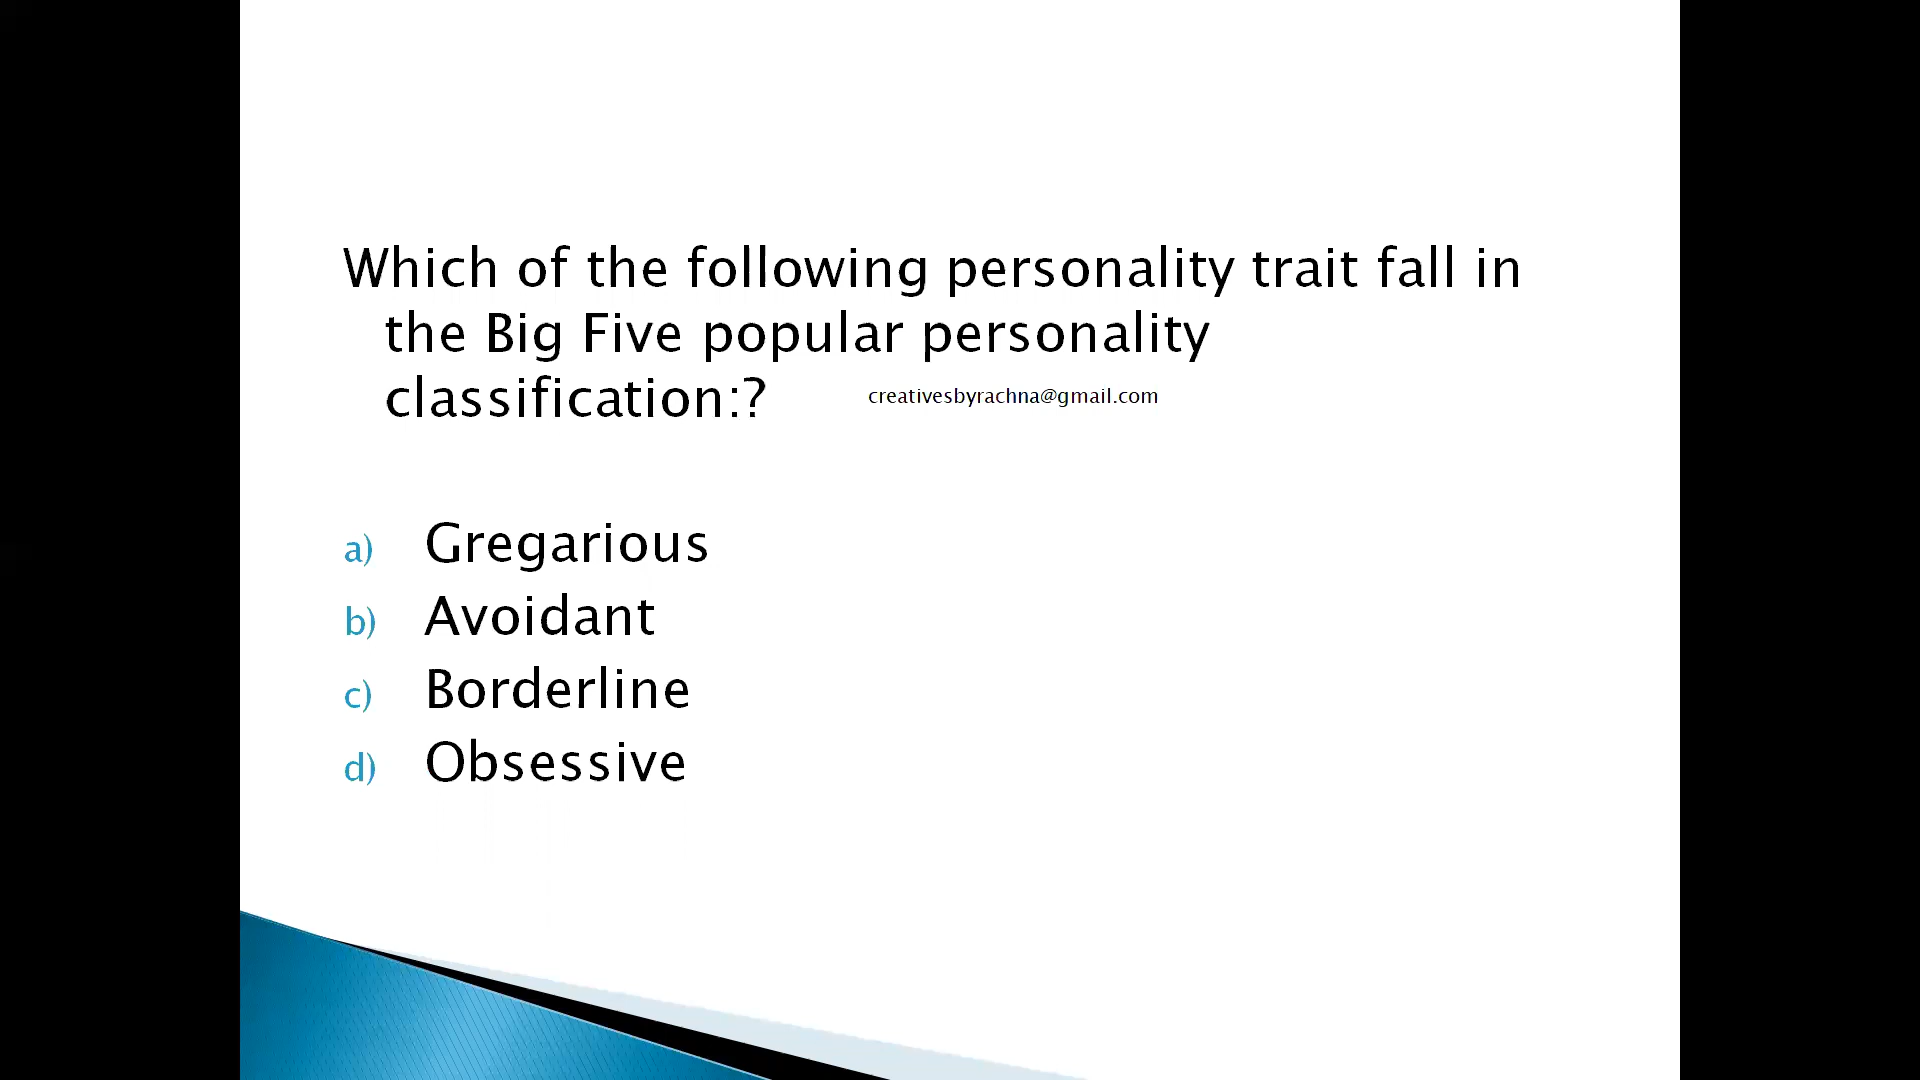 Which of the following personality trait fall in
the Big Five popular personality
classification:?
creativesbyrachna@gmail.com
a) Gregarious
b) Avoidant
c) Borderline
d) Obsessive